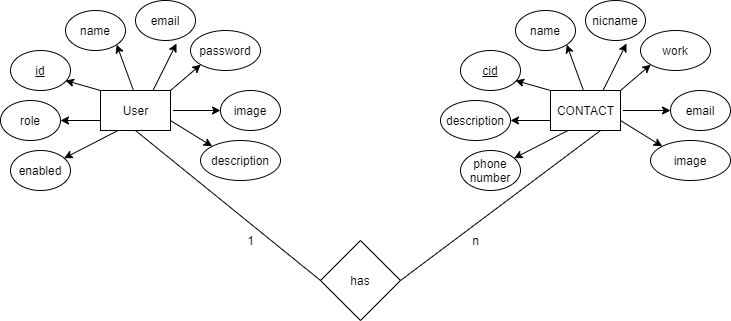 email
name
password
id
User
image
role
description
enabled
nicname
name
work
cid
CONTACT
email
description
image
phone
number
1
n
has